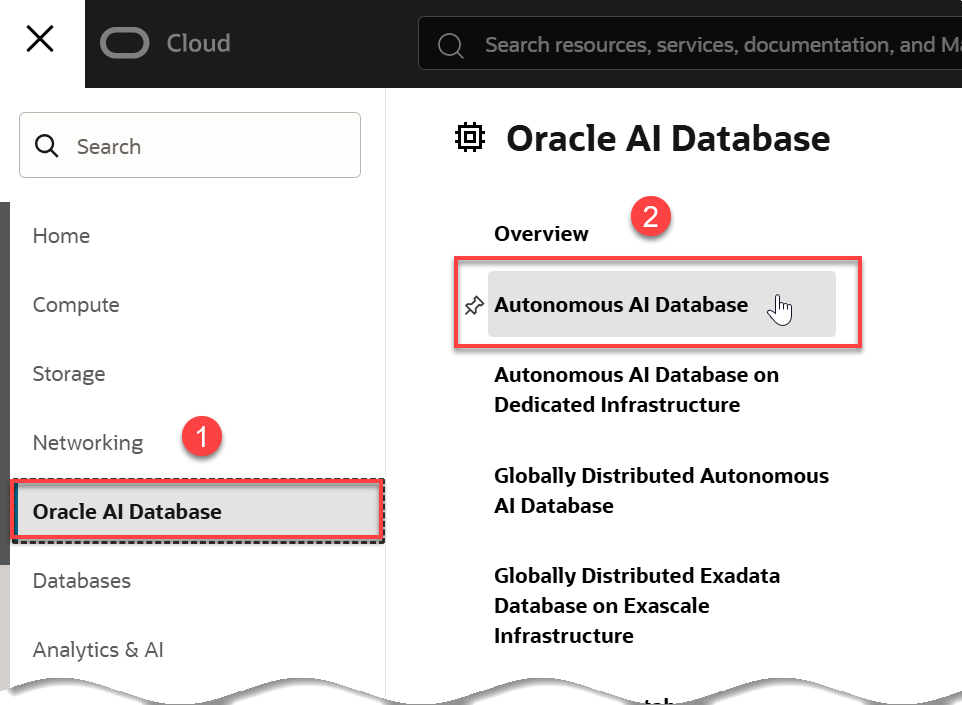 Cloud
Search resources, services, documentation, and
Search
Home
Compute
Storage
Networking
1
Oracle AI Database
Databases
Analytics & AI
Oracle AI Database
Overview
2
Autonomous AI Database
Autonomous AI Database on
Dedicated Infrastructure
Globally Distributed Autonomous
AI Database
Globally Distributed Exadata
Database on Exascale
Infrastructure